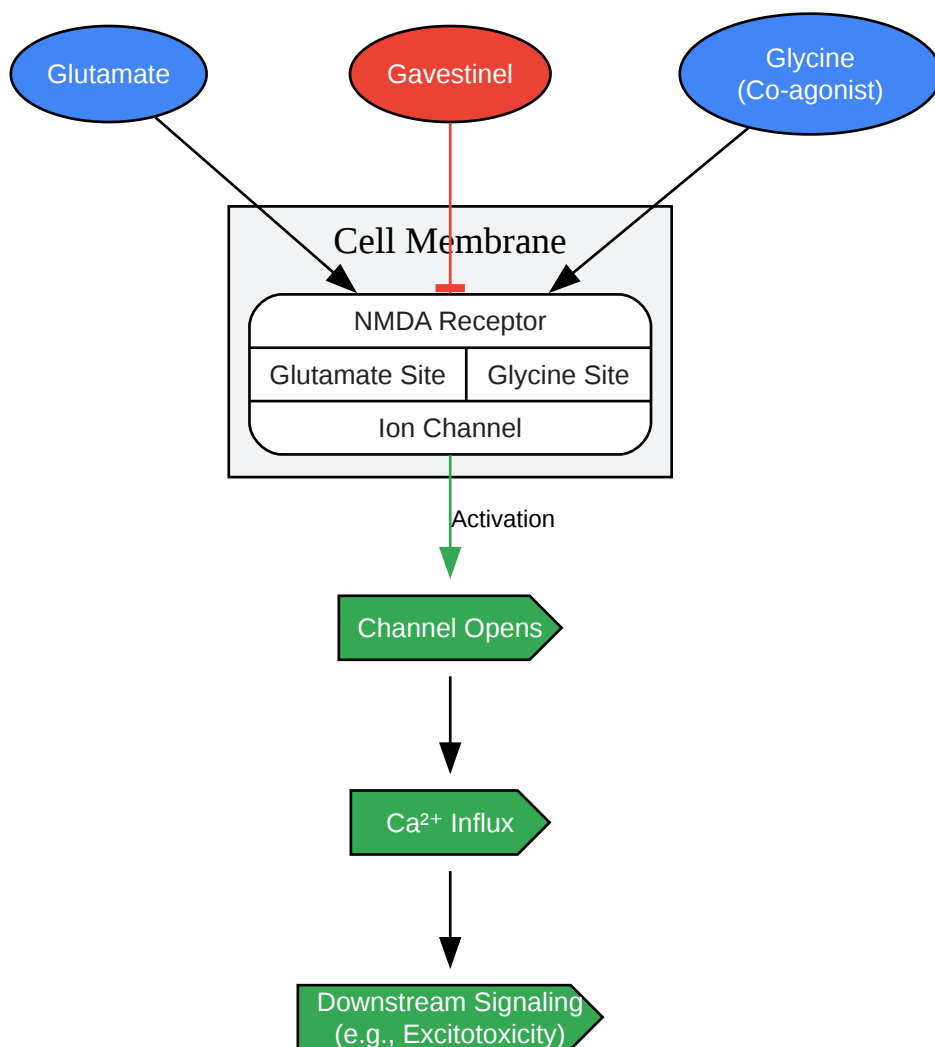 Glutamate
Gavestinel
Glycine
(Co-agonist)
Cell Membrane
NMDA Receptor
Glutamate Site
Glycine Site
Ion Channel
Activation
Channel Opens
Ca²⁺ Influx
Downstream Signaling
(e.g., Excitotoxicity)